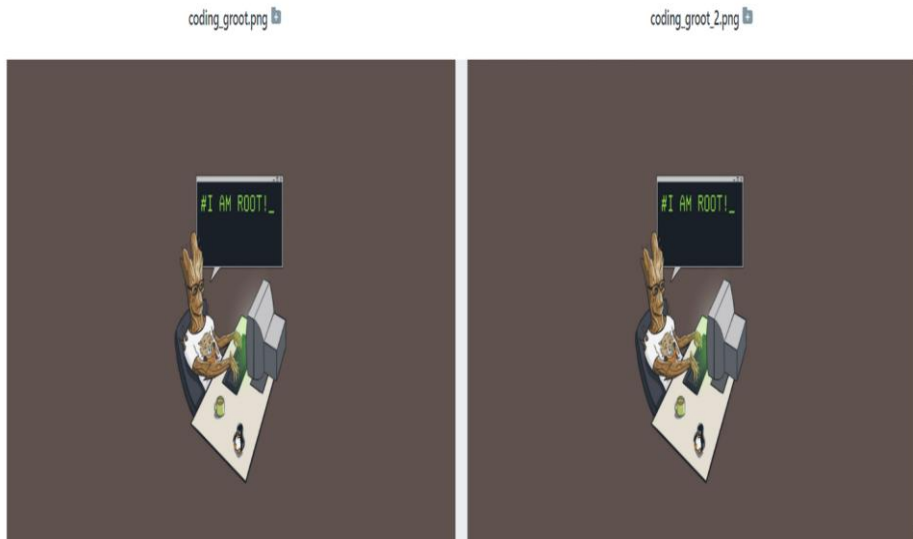 coding_groot.png
coding_groot_2.png
#I AM ROOT!_
#I AM ROOT!_